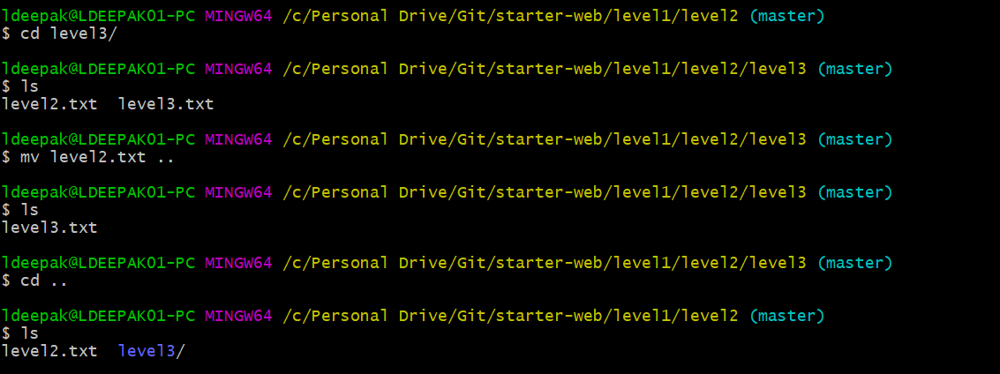 ldeepak@LDEEPAK01-PC MINGW64 /c/Personal Drive/Git/starter-web/level1/level2 (master)
$ cd level3/
ldeepak@LDEEPAK01-PC MINGW64 /c/Personal Drive/Git/starter-web/level1/level2/level3 (master)
$ ls
level2.txt  level3.txt
ldeepak@LDEEPAK01-PC MINGW64 /c/Personal Drive/Git/starter-web/level1/level2/level3 (master)
$ mv level2.txt ..
ldeepak@LDEEPAK01-PC MINGW64 /c/Personal Drive/Git/starter-web/level1/level2/level3 (master)
$ ls
level3.txt
ldeepak@LDEEPAK01-PC MINGW64 /c/Personal Drive/Git/starter-web/level1/level2/level3 (master)
$ cd ..
ldeepak@LDEEPAK01-PC MINGW64 /c/Personal Drive/Git/starter-web/level1/level2 (master)
$ ls
level2.txt  level3/